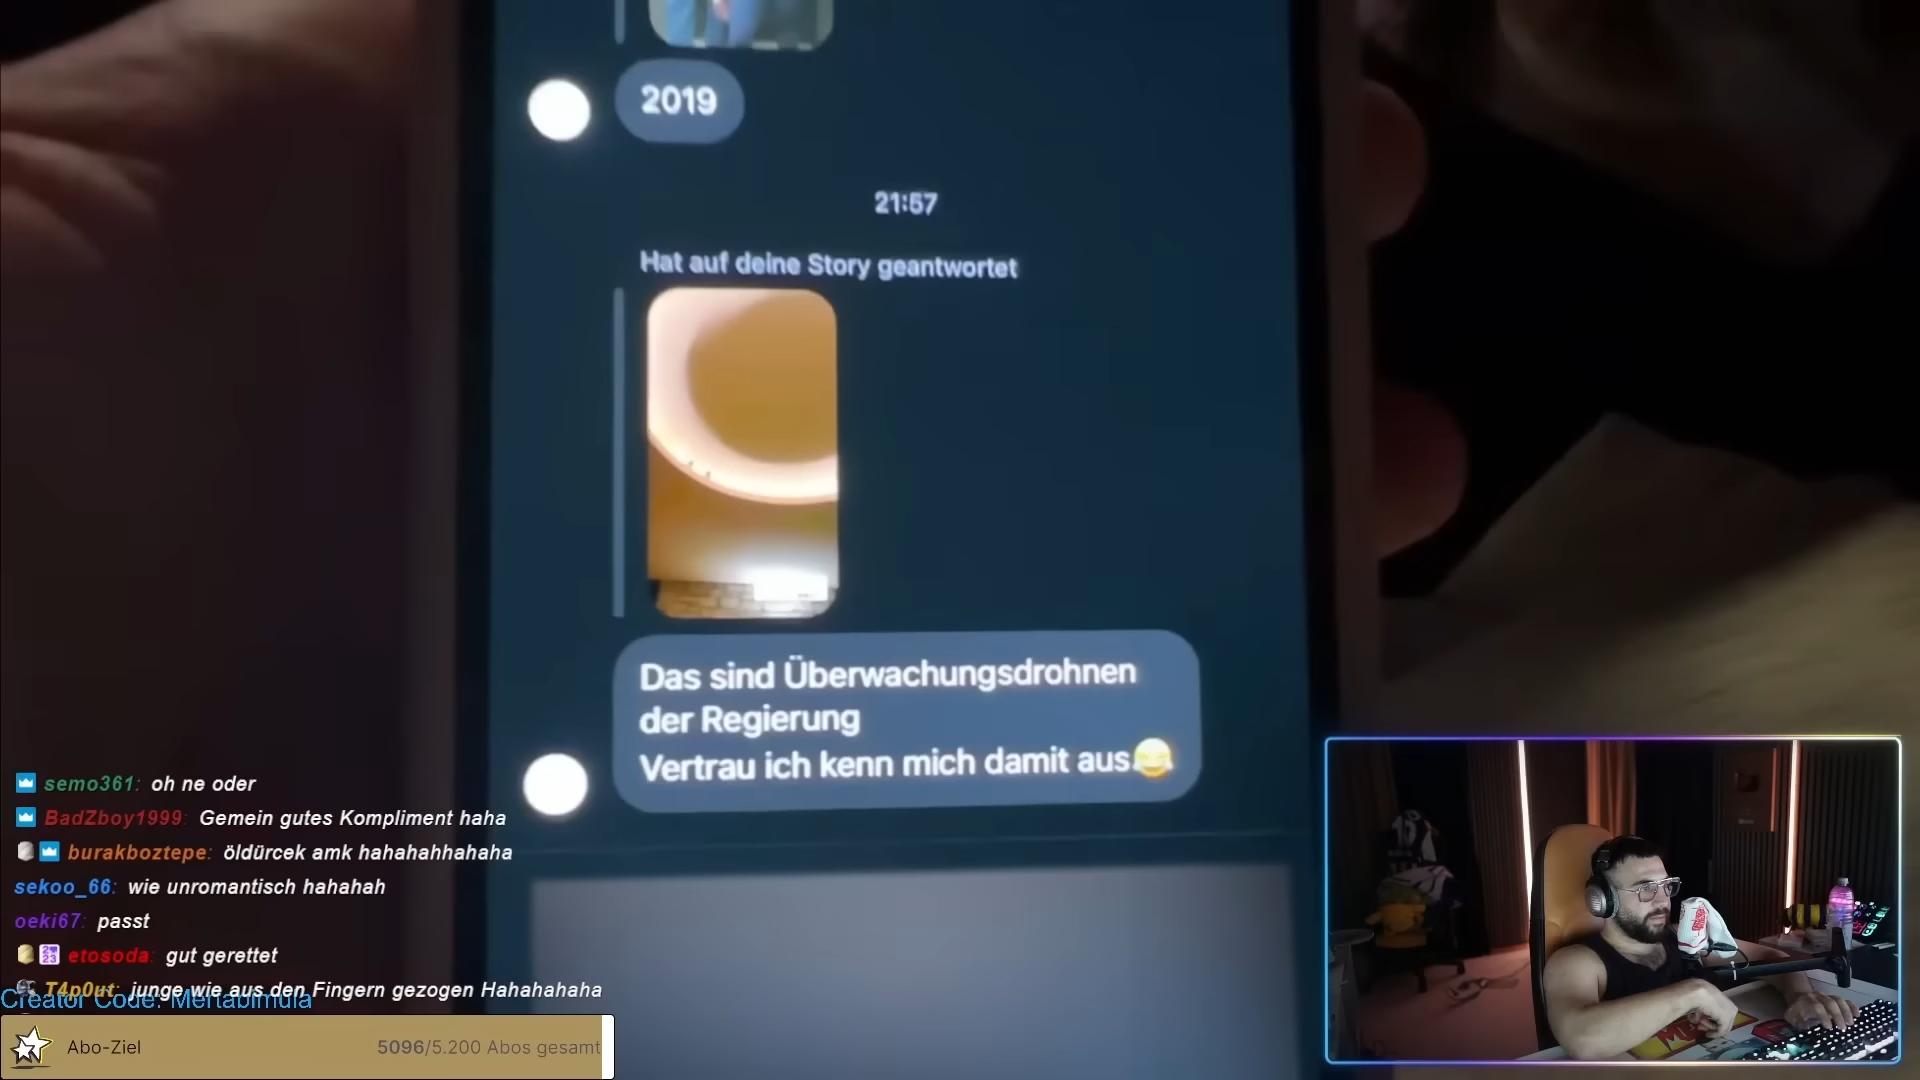 2019
21:57
Hat auf deine Story geantwortet
Das sind Überwachungsdrohnen
der Regierung
Vertrau ich kenn mich damit aus😂
semo361: oh ne oder
BadZboy1999: Gemein gutes Kompliment haha
burakboztepe: öldürcek amk hahahahhahaha
sekoo_66: wie unromantisch hahahah
oeki67: passt
etosoda: gut gerettet
T4p0ut: junge wie aus den Fingern gezogen Hahahahaha
Creator Code: Mertabimula
Abo-Ziel 5096/5.200 Abos gesamt